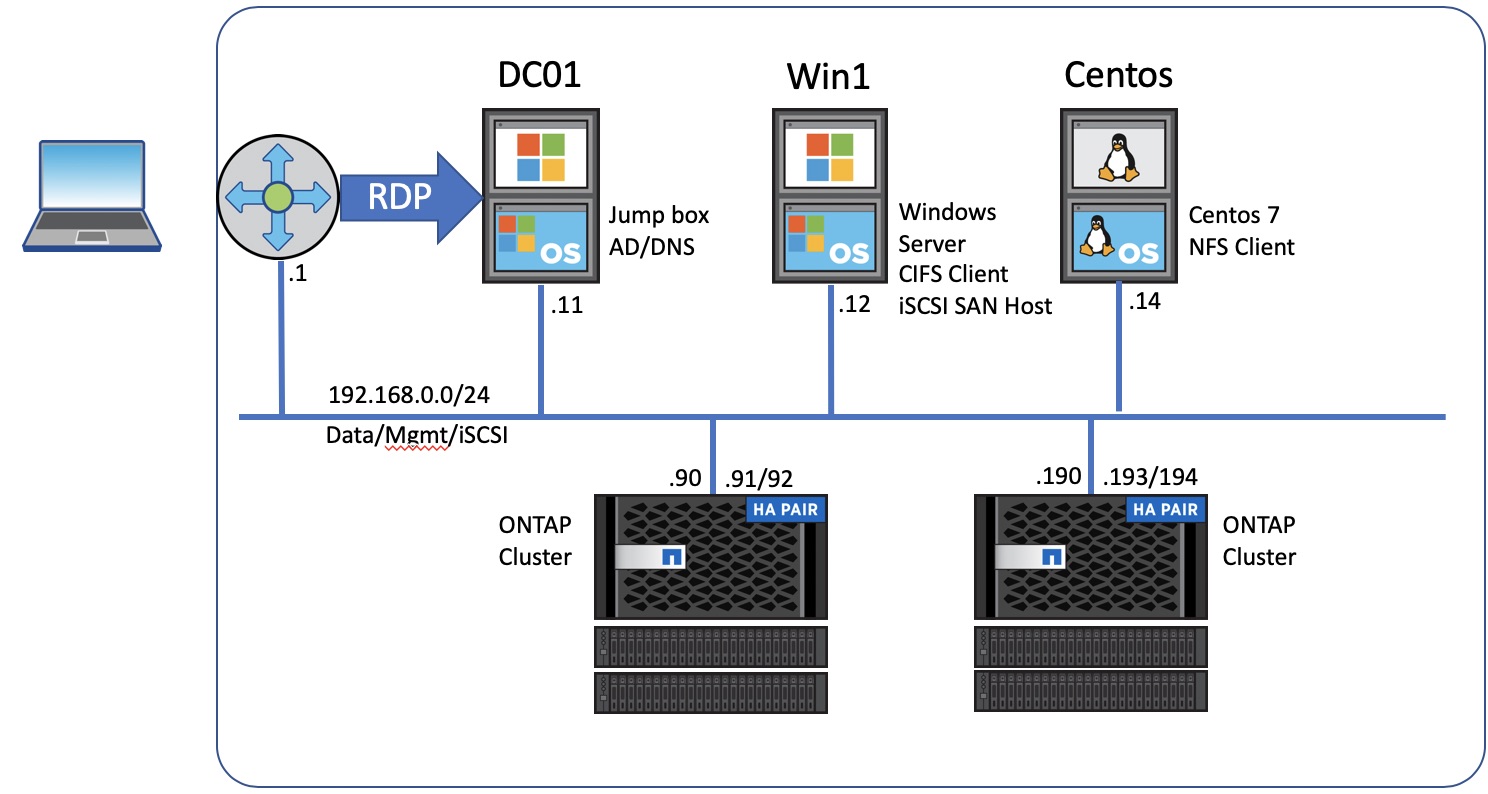 DC01
Win1
Centos
RDP
OS
Jump box
AD/DNS
OS
Windows
Server
CIFS Client
iSCSI SAN Host
OS
Centos 7
NFS Client
.1
.11
.12
.14
192.168.0.0/24
Data/Mgmt/iSCSI
.90
.91/92
.190
.193/194
HA PAIR
HA PAIR
ONTAP
Cluster
ONTAP
Cluster